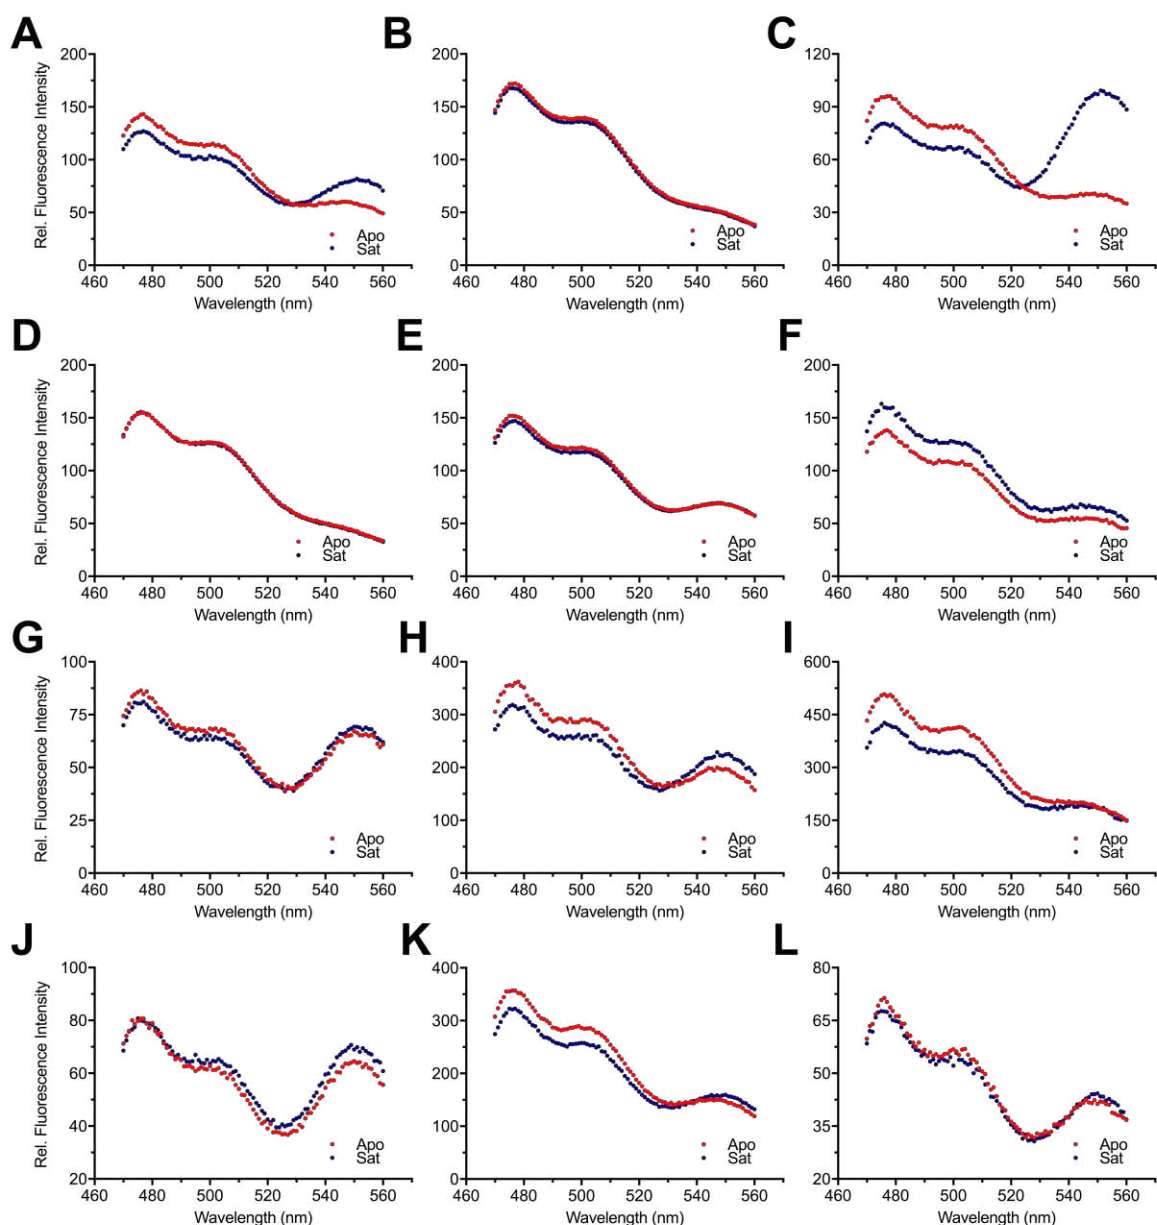 A B C
200 200 120
150 150 90
100 100 60
50 50 30
0 0 0
Rel. Fluorescence Intensity
Apo Apo Apo
Sat Sat Sat
460 480 500 520 540 560 460 480 500 520 540 560 460 480 500 520 540 560
Wavelength (nm) Wavelength (nm) Wavelength (nm)
D E F
200 200 200
150 150 150
100 100 100
50 50 50
0 0 0
Rel. Fluorescence Intensity
Apo Apo Apo
Sat Sat Sat
460 480 500 520 540 560 460 480 500 520 540 560 460 480 500 520 540 560
Wavelength (nm) Wavelength (nm) Wavelength (nm)
G H I
100 400 600
75 300 450
50 200 300
25 100 150
0 0 0
Rel. Fluorescence Intensity
Apo Apo Apo
Sat Sat Sat
460 480 500 520 540 560 460 480 500 520 540 560 460 480 500 520 540 560
Wavelength (nm) Wavelength (nm) Wavelength (nm)
J K L
100 400 80
80 300 65
60 200 50
40 100 35
20 0 20
Rel. Fluorescence Intensity
Apo Apo Apo
Sat Sat Sat
460 480 500 520 540 560 460 480 500 520 540 560 460 480 500 520 540 560
Wavelength (nm) Wavelength (nm) Wavelength (nm)